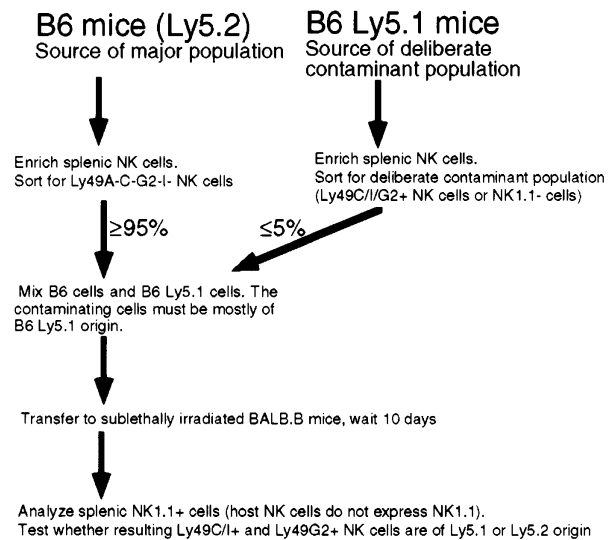 B6 mice (Ly5.2)
Source of major population
B6 Ly5.1 mice
Source of deliberate
contaminant population
Enrich splenic NK cells.
Sort for Ly49A-C-G2-I- NK cells
Enrich splenic NK cells.
Sort for deliberate contaminant population
(Ly49C/I/G2+ NK cells or NK1.1- cells)
≥95%
≤5%
Mix B6 cells and B6 Ly5.1 cells. The
contaminating cells must be mostly of
B6 Ly5.1 origin.
Transfer to sublethally irradiated BALB.B mice, wait 10 days
Analyze splenic NK1.1+ cells (host NK cells do not express NK1.1).
Test whether resulting Ly49C/I+ and Ly49G2+ NK cells are of Ly5.1 or Ly5.2 origin